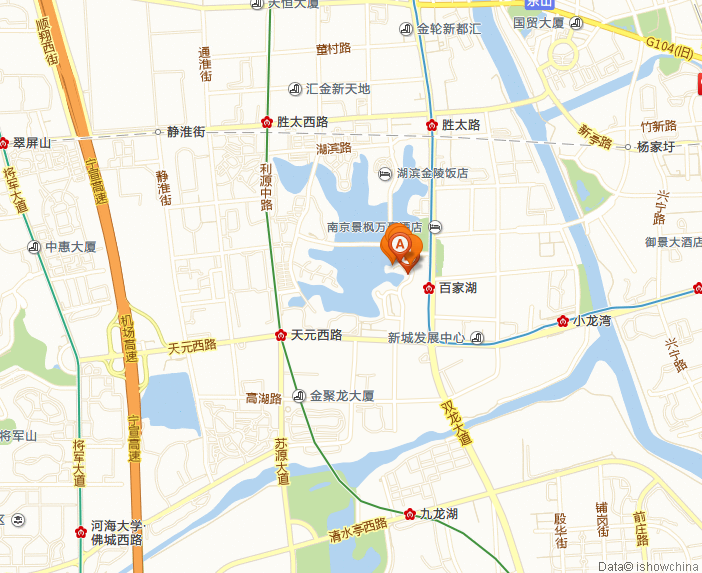 天恒大厦
东山
顺翔西街
金轮新都汇
国贸大厦
通淮街
董村路
G104(旧)
汇金新天地
胜太西路
胜太路
静淮街
竹新路
新亭路
翠屏山
湖滨路
杨家圩
宁宣高速
利源中路
湖滨金陵饭店
将军大道
静淮街
兴宁路
南京景枫万
酒店
中惠大厦
A
御景大酒店
百家湖
机场高速
小龙湾
天元西路
天元西路
新城发展中心
兴宁路
高湖路
金聚龙大厦
双龙大道
宁宣高速
将军山
将军大道
苏源大道
河海大学·
佛城西路
区
九龙湖
清水亭西路
殷华街
铺岗街
前庄路
Data© ishowchina